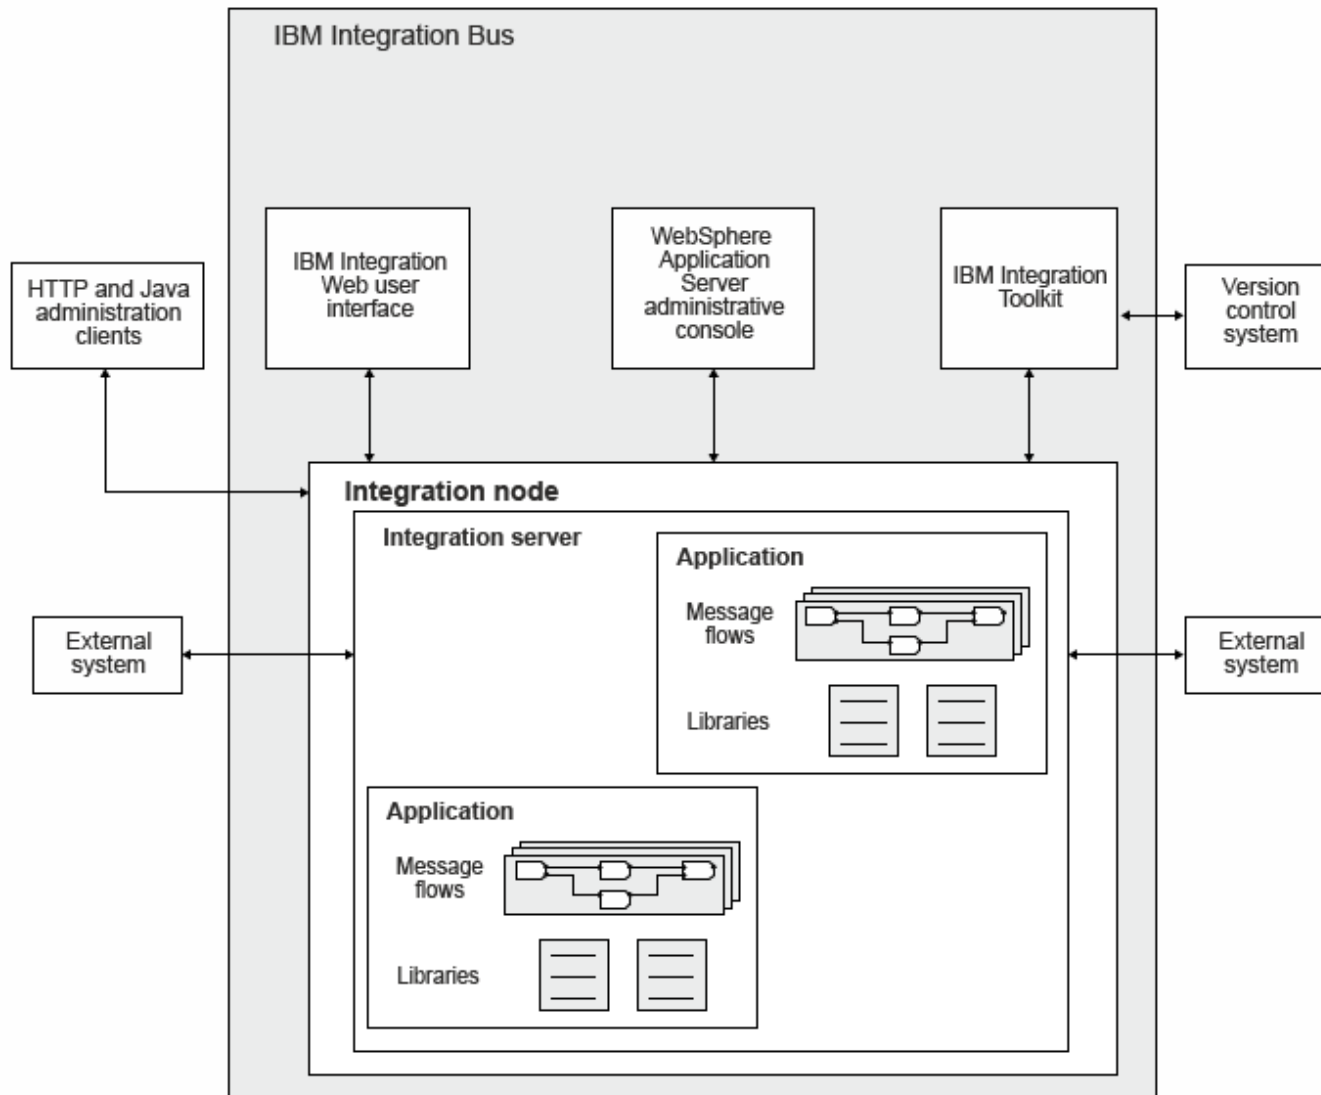 IBM Integration Bus
IBM Integration
Web user
interface
WebSphere
Application
Server
administrative
console
IBM Integration
Toolkit
HTTP and Java
administration
clients
Version
control
system
Integration node
Integration server
Application
Message
flows
Libraries
External
system
External
system
Application
Message
flows
Libraries